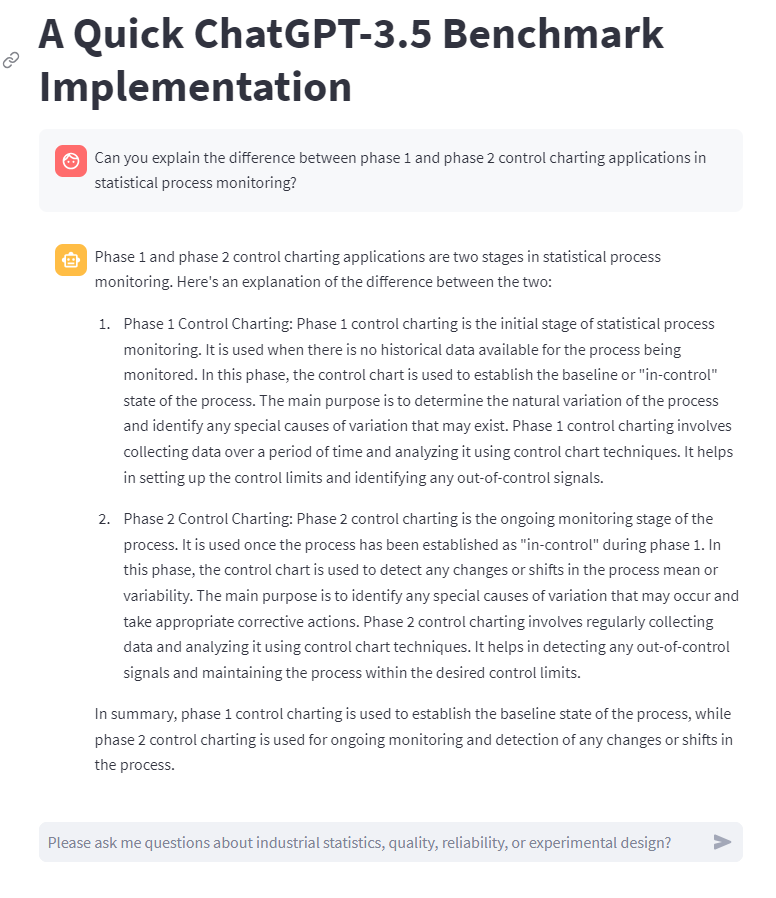 A Quick ChatGPT-3.5 Benchmark
Implementation
Can you explain the difference between phase 1 and phase 2 control charting applications in
statistical process monitoring?
Phase 1 and phase 2 control charting applications are two stages in statistical process
monitoring. Here's an explanation of the difference between the two:
1. Phase 1 Control Charting: Phase 1 control charting is the initial stage of statistical process
monitoring. It is used when there is no historical data available for the process being
monitored. In this phase, the control chart is used to establish the baseline or "in-control"
state of the process. The main purpose is to determine the natural variation of the process
and identify any special causes of variation that may exist. Phase 1 control charting involves
collecting data over a period of time and analyzing it using control chart techniques. It helps
in setting up the control limits and identifying any out-of-control signals.
2. Phase 2 Control Charting: Phase 2 control charting is the ongoing monitoring stage of the
process. It is used once the process has been established as "in-control" during phase 1. In
this phase, the control chart is used to detect any changes or shifts in the process mean or
variability. The main purpose is to identify any special causes of variation that may occur and
take appropriate corrective actions. Phase 2 control charting involves regularly collecting
data and analyzing it using control chart techniques. It helps in detecting any out-of-control
signals and maintaining the process within the desired control limits.
In summary, phase 1 control charting is used to establish the baseline state of the process, while
phase 2 control charting is used for ongoing monitoring and detection of any changes or shifts in
the process.
Please ask me questions about industrial statistics, quality, reliability, or experimental design?